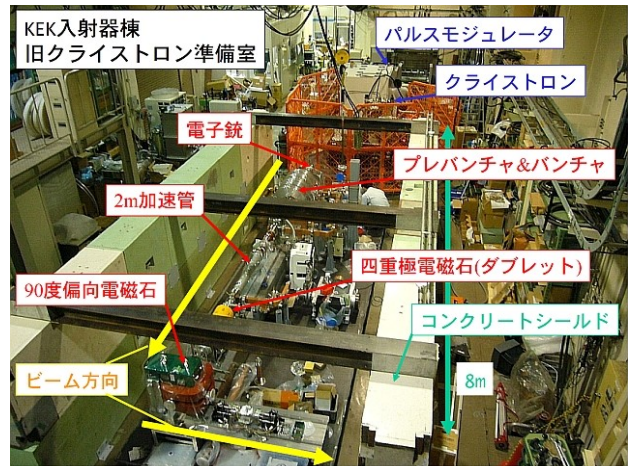 KEK入射器棟
旧クライストロン準備室
パルスモジュレータ
クライストロン
電子銃
プレバンチャ&バンチャ
2m加速管
四重極電磁石(ダブレット)
90度偏向電磁石
コンクリートシールド
ビーム方向
8m